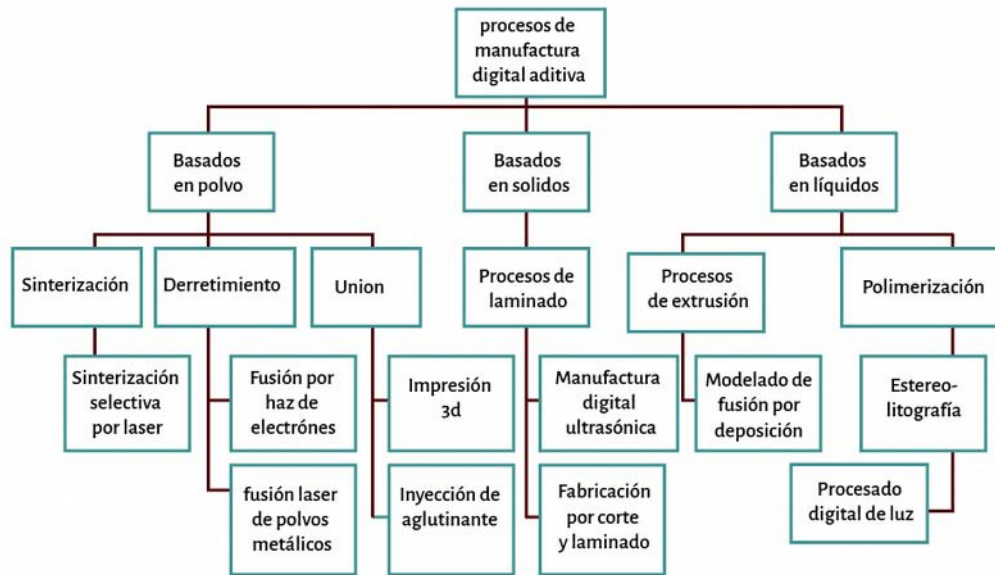 procesos de
manufactura
digital aditiva
Basados
en polvo
Basados
en solidos
Basados
en líquidos
Sinterización
Derretimiento
Union
Procesos de
laminado
Procesos
de extrusión
Polimerización
Sinterización
selectiva
por laser
Fusión por
haz de
electrónes
Impresión
3d
Manufactura
digital
ultrasónica
Modelado de
fusión por
deposición
Estereo-
litografía
fusión laser
de polvos
metálicos
Inyección de
aglutinante
Fabricación
por corte
y laminado
Procesado
digital de luz